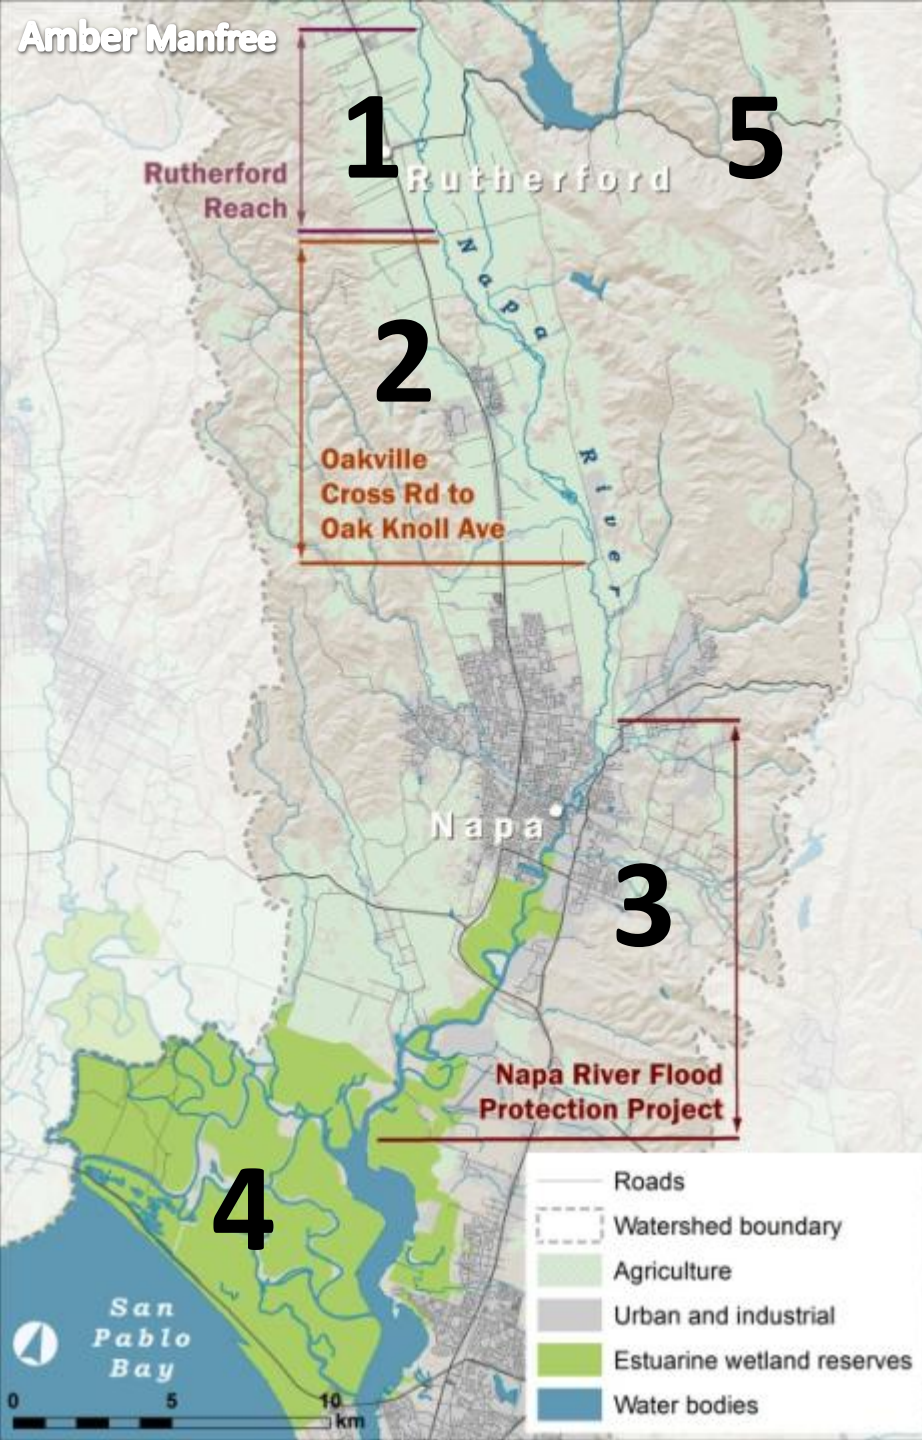 Amber Manfree
1
5
Rutherford
Reach
Rutherford
Napa
2
Oakville
Cross Rd to
Oak Knoll Ave
River
Napa
3
Napa River Flood
Protection Project
4
San
Pablo
Bay
0 5 10
km
Roads
Watershed boundary
Agriculture
Urban and industrial
Estuarine wetland reserves
Water bodies